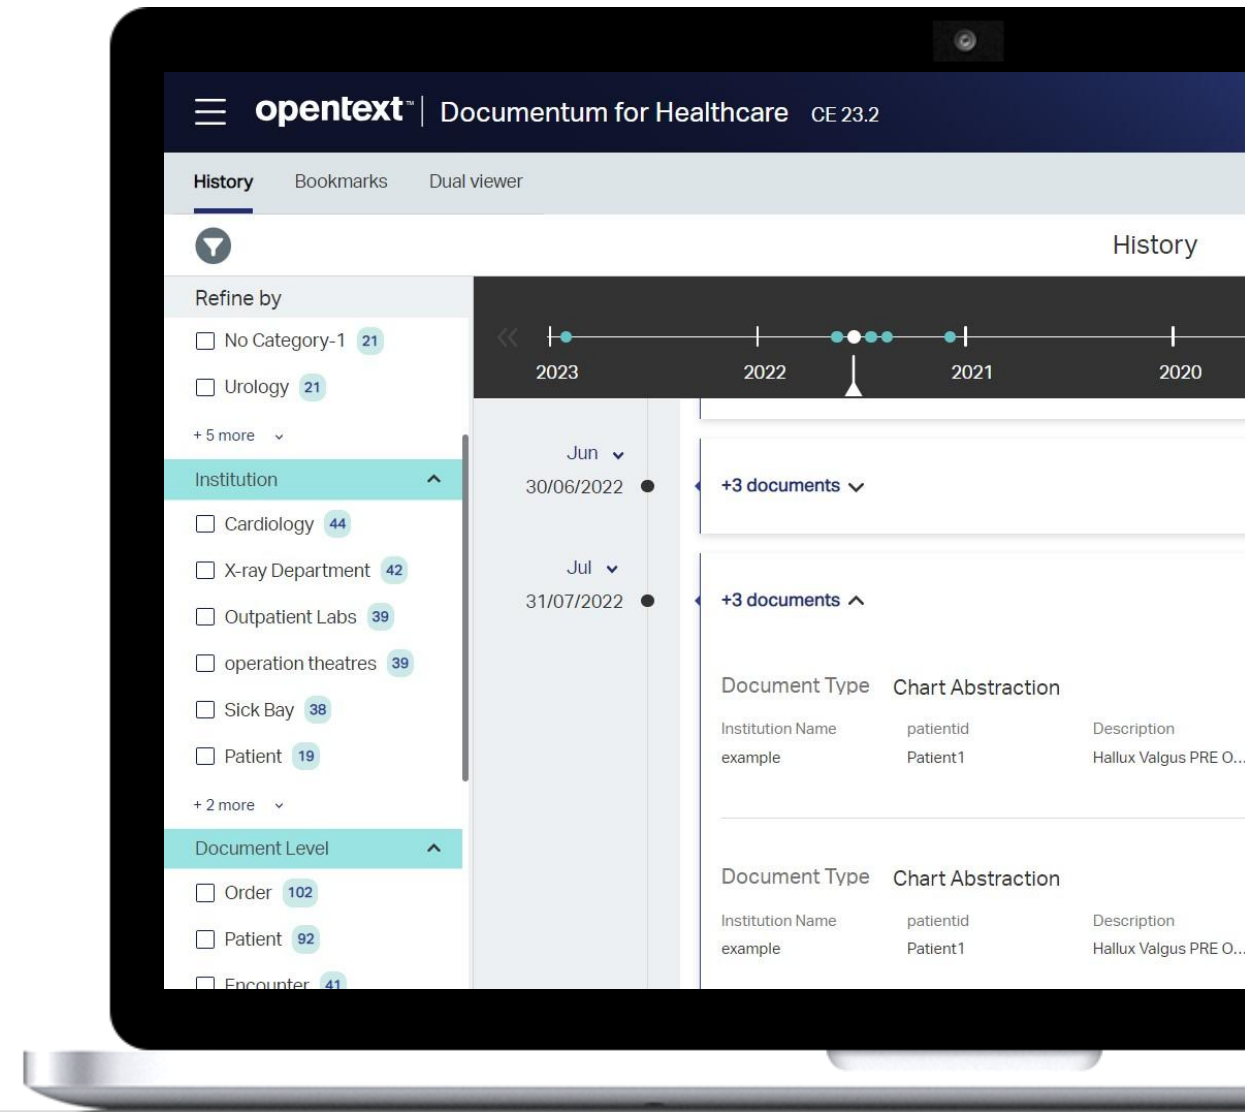 opentext™ | Documentum for Healthcare CE 23.2
History Bookmarks Dual viewer
History
Refine by
No Category-1 21
Urology 21
+ 5 more
Institution
Cardiology 44
X-ray Department 42
Outpatient Labs 39
operation theatres 39
Sick Bay 38
Patient 19
+ 2 more
Document Level
Order 102
Patient 92
Encounter 41
2023 2022 2021 2020
Jun
30/06/2022
+3 documents
Jul
31/07/2022
+3 documents
Document Type Chart Abstraction
Institution Name patientid Description
example Patient1 Hallux Valgus PRE O...
Document Type Chart Abstraction
Institution Name patientid Description
example Patient1 Hallux Valgus PRE O...